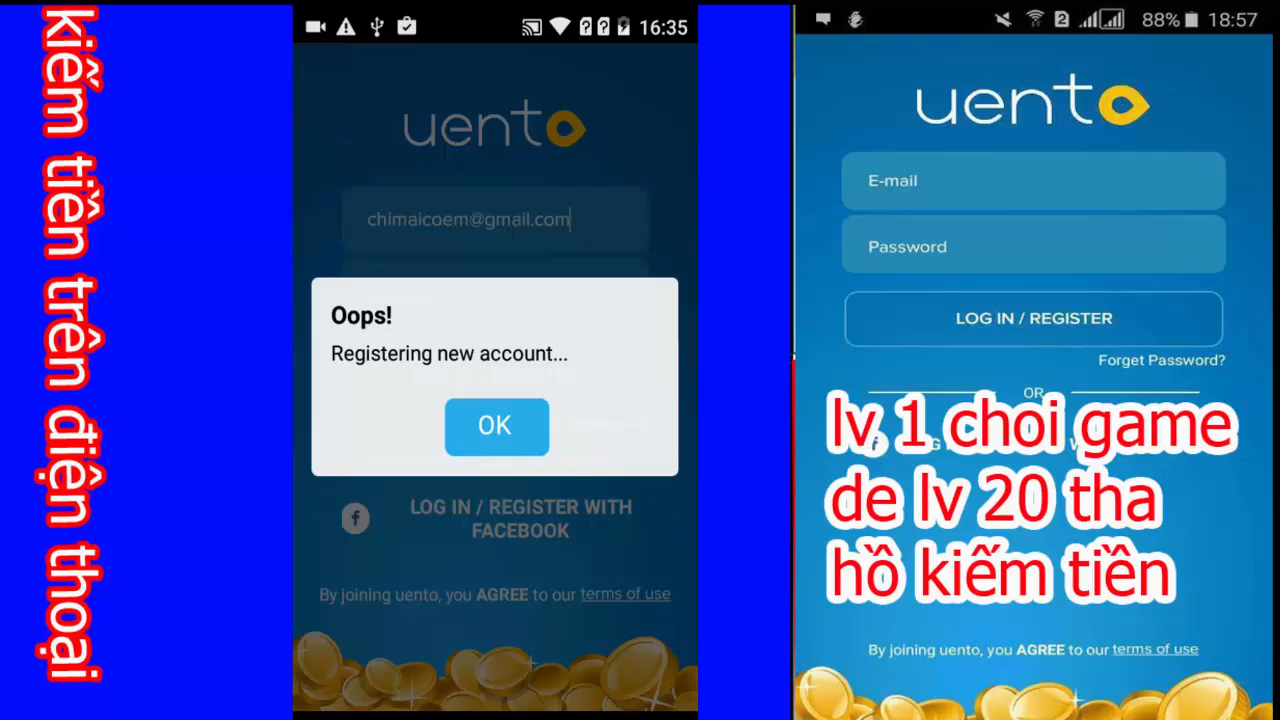 kiếm tiền trên điện thoại
16:35
uento
chimaicoem@gmail.com
Oops!
Registering new account...
OK
LOG IN / REGISTER WITH
FACEBOOK
By joining uento, you AGREE to our terms of use
2
88%
18:57
uento
E-mail
Password
LOG IN / REGISTER
Forget Password?
OR
lv 1 choi game
de lv 20 tha
hồ kiếm tiền
By joining uento, you AGREE to our terms of use